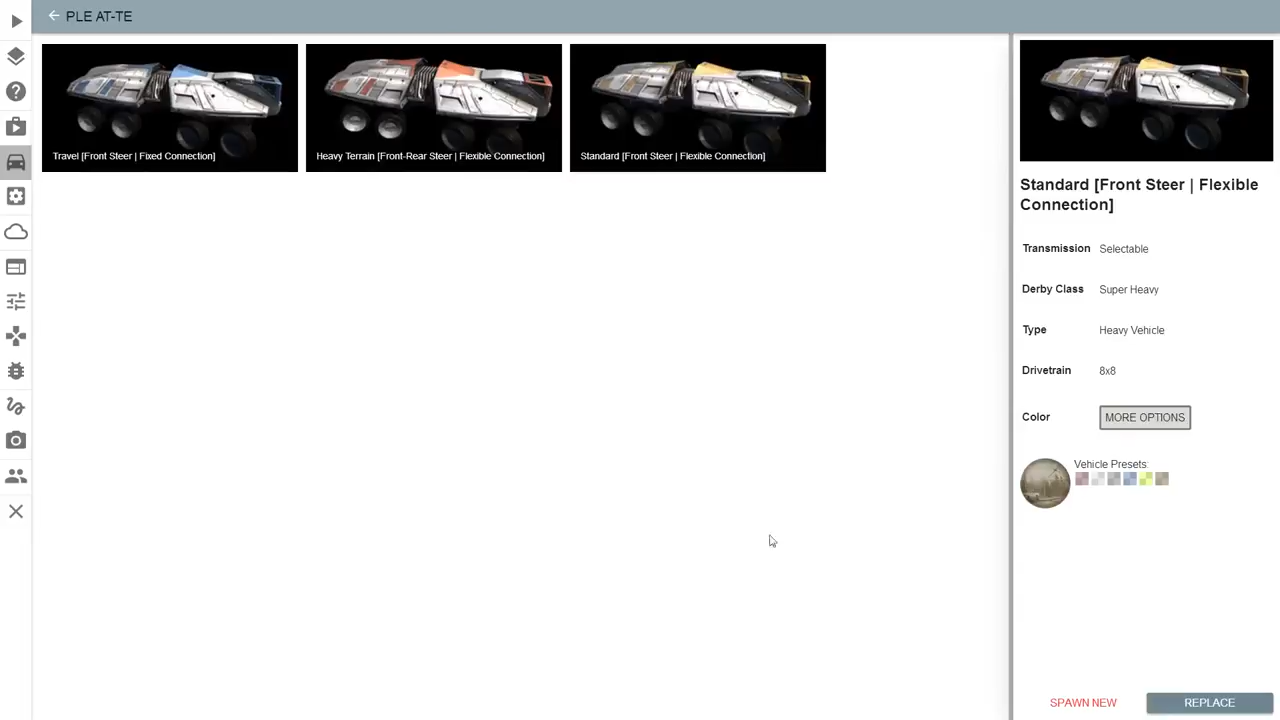 PLE AT-TE
Travel [Front Steer | Fixed Connection]
Heavy Terrain [Front-Rear Steer | Flexible Connection]
Standard [Front Steer | Flexible Connection]
Standard [Front Steer | Flexible
Connection]
Transmission Selectable
Derby Class Super Heavy
Type Heavy Vehicle
Drivetrain 8x8
Color MORE OPTIONS
Vehicle Presets:
SPAWN NEW REPLACE